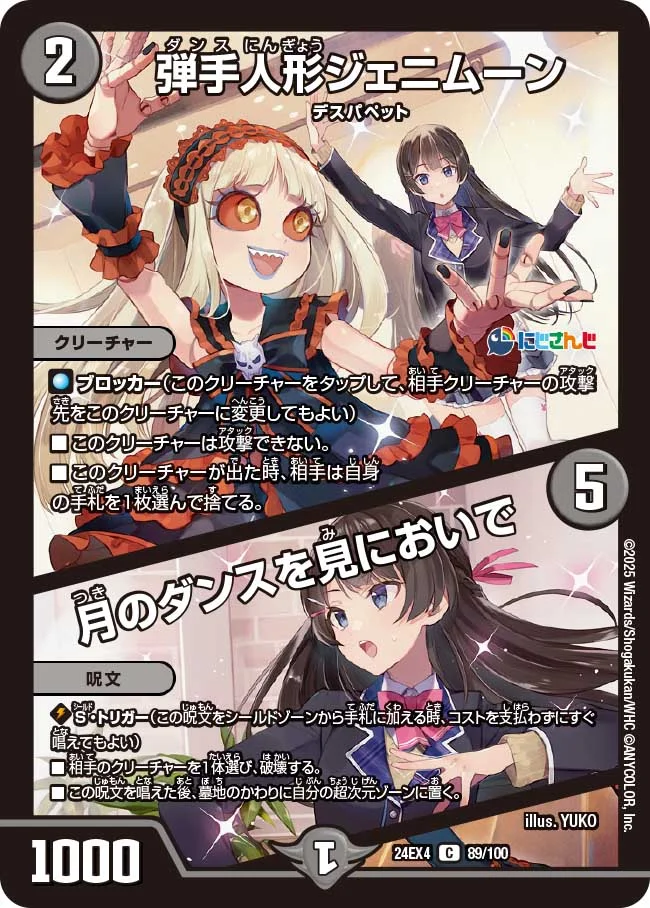 2
ダンス にんぎょう
弾手人形ジェニムーン
デスパペット
にじさんじ
クリーチャー
ブロッカー(このクリーチャーをタップして、相手クリーチャーの攻撃
先をこのクリーチャーに変更してもよい)
■このクリーチャーは攻撃できない。
■このクリーチャーが出た時、相手は自身
の手札を1枚選んで捨てる。
5
月のダンスを見においで
呪文
S・トリガー(この呪文をシールドゾーンから手札に加える時、コストを支払わずにすぐ
唱えてもよい)
■相手のクリーチャーを1体選び、破壊する。
■この呪文を唱えた後、墓地のかわりに自分の超次元ゾーンに置く。
illus. YUKO
©2025 Wizards/Shogakukan/WHC ©ANYCOLOR, Inc.
1000
1
24EX4 C 89/100